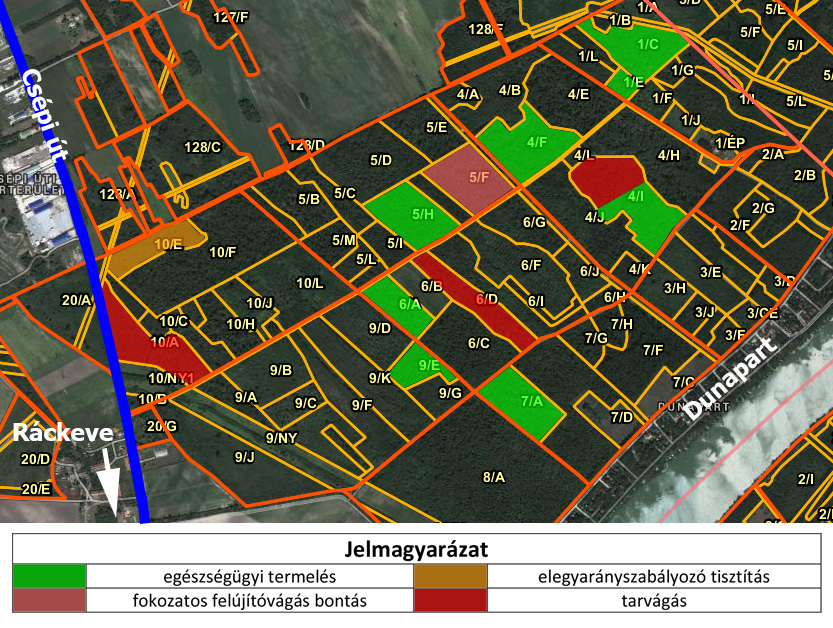 127/F
128/F
1/A
5/D
5/E
1/B
5/F
5/I
1/C
1/L
1/G
1/E
1/F
5/L
1/J
1/ÉP
2/A
2/B
4/A
4/B
4/E
4/F
4/L
4/H
4/I
4/J
4/K
Csépi út
128/C
128/D
128/A
5/E
5/D
5/F
5/C
5/B
5/H
5/M
5/I
5/L
6/G
6/F
6/J
6/I
6/H
6/B
6/D
6/A
6/C
2/G
2/F
3/E
3/H
3/J
3/CE
3/D
3/F
10/E
10/F
10/L
10/J
10/H
10/C
10/A
10/NY1
10/B
20/A
20/G
20/D
20/E
9/D
9/B
9/K
9/E
9/G
9/A
9/C
9/F
9/NY
9/J
7/G
7/H
7/F
7/C
7/A
7/D
8/A
2/I
Dunapart
DUNAPART
Ráckeve
Jelmagyarázat
egészségügyi termelés
elegyarányszabályozó tisztítás
fokozatos felújítóvágás bontás
tarvágás